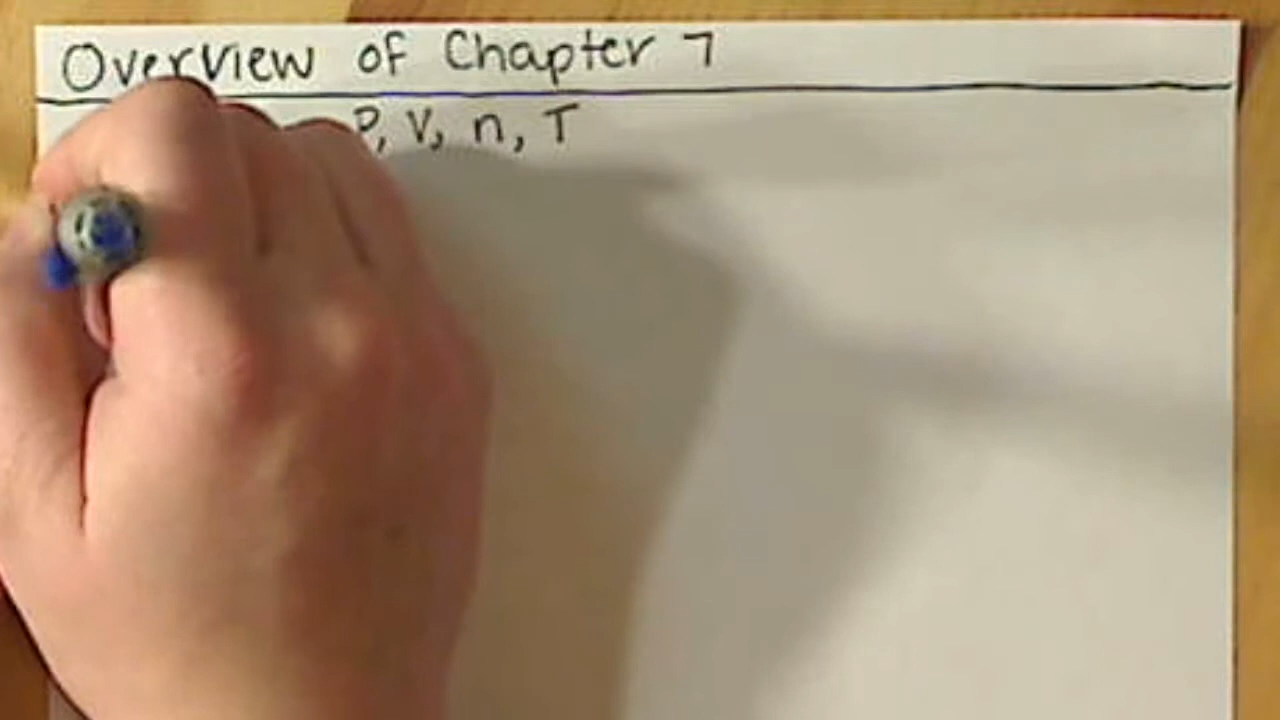 Overview of Chapter 7
P, V, n, T